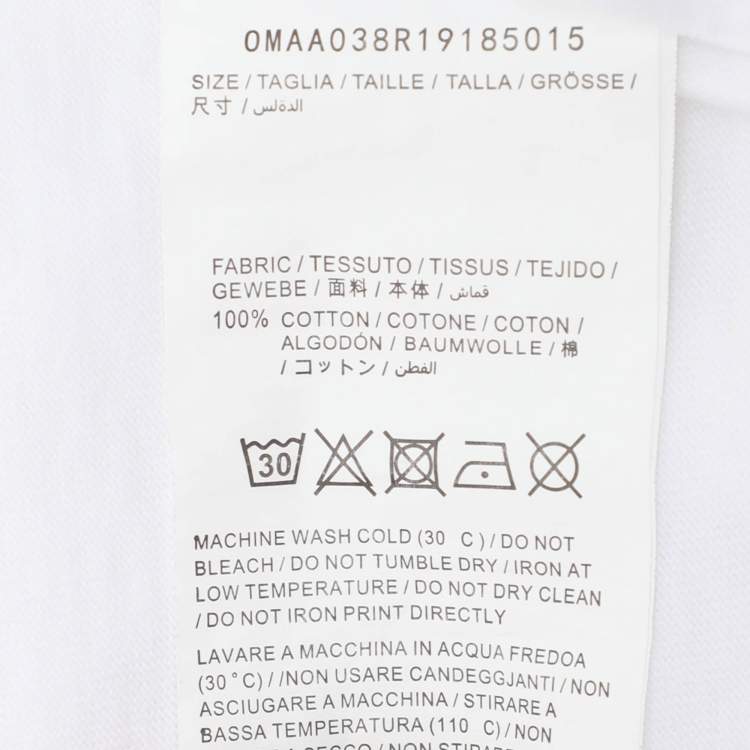 OMAA038R19185015
SIZE / TAGLIA / TAILLE / TALLA / GRÖSSE /
尺寸 /
FABRIC / TESSUTO / TISSUS / TEJIDO /
GEWEBE / 面料 / 本体 / قماش
100% COTTON / COTONE / COTON /
ALGODÓN / BAUMWOLLE / 棉
/ コットン / القطن
30
MACHINE WASH COLD (30 C) / DO NOT
BLEACH / DO NOT TUMBLE DRY / IRON AT
LOW TEMPERATURE / DO NOT DRY CLEAN
/ DO NOT IRON PRINT DIRECTLY
LAVARE A MACCHINA IN ACQUA FREDOA
(30°C) / /NON USARE CANDEGGJANTI / NON
ASCIUGARE A MACCHINA / STIRARE A
BASSA TEMPERATURA (110 C) / NON
SECCO / NON STIRARE